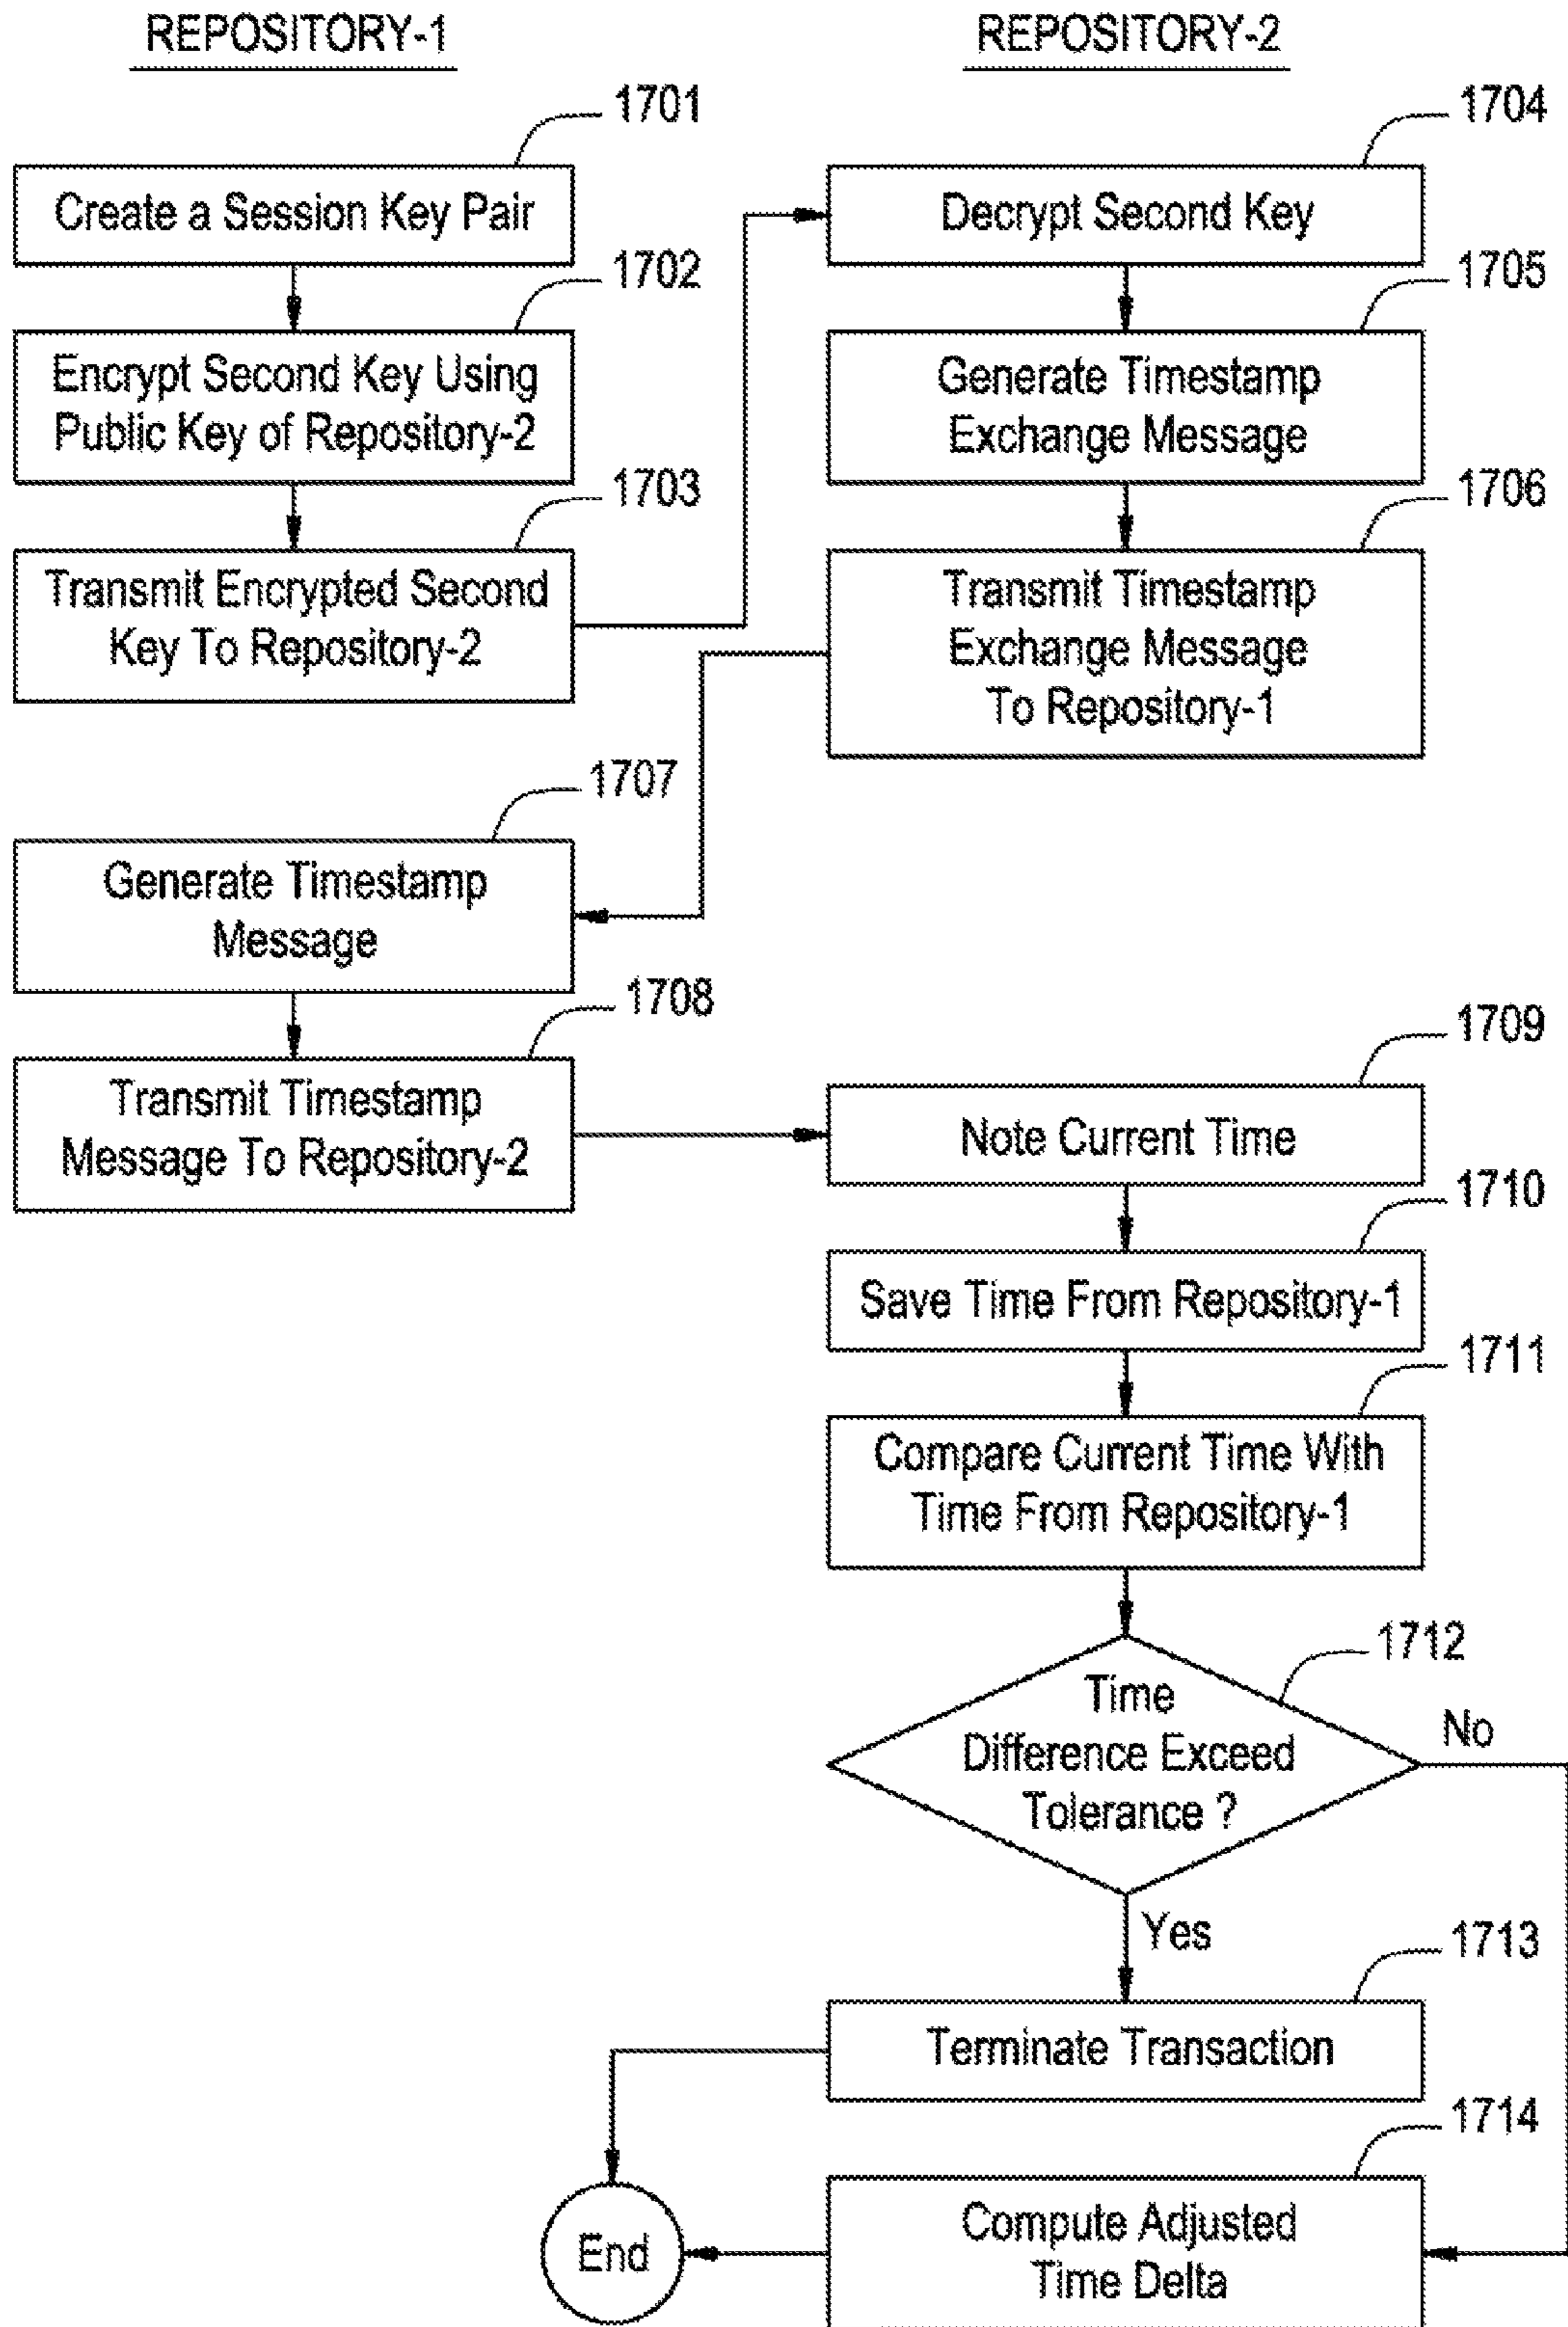 REPOSITORY-1
REPOSITORY-2
1701
Create a Session Key Pair
1702
Encrypt Second Key Using
Public Key of Repository-2
1703
Transmit Encrypted Second
Key To Repository-2
1704
Decrypt Second Key
1705
Generate Timestamp
Exchange Message
1706
Transmit Timestamp
Exchange Message
To Repository-1
1707
Generate Timestamp
Message
1708
Transmit Timestamp
Message To Repository-2
1709
Note Current Time
1710
Save Time From Repository-1
1711
Compare Current Time With
Time From Repository-1
1712
Time
Difference Exceed
Tolerance ?
No
Yes
1713
Terminate Transaction
1714
Compute Adjusted
Time Delta
End